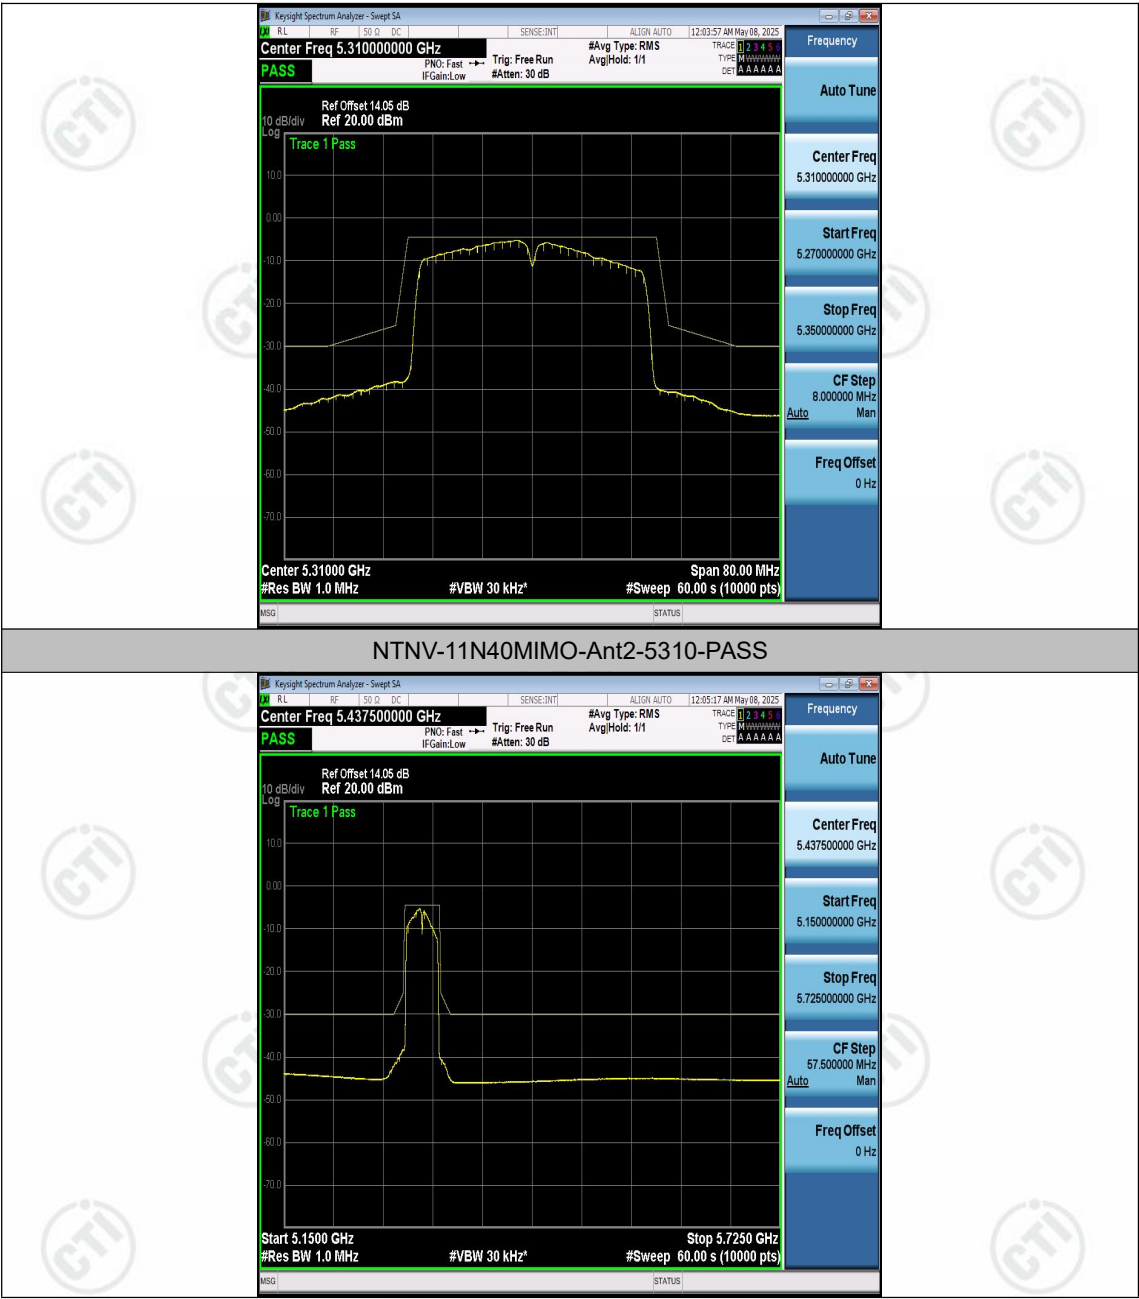 Keysight Spectrum Analyzer - Swept SA
RL RF 50 Ω DC SENSE:INT ALIGN AUTO 12:03:57 AM May 08, 2025
Center Freq 5.310000000 GHz
#Avg Type: RMS
TRACE 1 2 3 4 5 6
PASS
PNO: Fast
Trig: Free Run
Avg|Hold: 1/1
TYPE M WWWWW
IFGain:Low
#Atten: 30 dB
DET A A A A A A
Ref Offset 14.05 dB
10 dB/div Ref 20.00 dBm
Log
Trace 1 Pass
10.0
0.00
-10.0
-20.0
-30.0
-40.0
-50.0
-60.0
-70.0
Center 5.31000 GHz Span 80.00 MHz
#Res BW 1.0 MHz #VBW 30 kHz* #Sweep 60.00 s (10000 pts)
MSG STATUS
Frequency
Auto Tune
Center Freq
5.310000000 GHz
Start Freq
5.270000000 GHz
Stop Freq
5.350000000 GHz
CF Step
8.000000 MHz
Auto Man
Freq Offset
0 Hz
NTNV-11N40MIMO-Ant2-5310-PASS
Keysight Spectrum Analyzer - Swept SA
RL RF 50 Ω DC SENSE:INT ALIGN AUTO 12:05:17 AM May 08, 2025
Center Freq 5.437500000 GHz
#Avg Type: RMS
TRACE 1 2 3 4 5 6
PASS
PNO: Fast
Trig: Free Run
Avg|Hold: 1/1
TYPE M WWWWW
IFGain:Low
#Atten: 30 dB
DET A A A A A A
Ref Offset 14.05 dB
10 dB/div Ref 20.00 dBm
Log
Trace 1 Pass
10.0
0.00
-10.0
-20.0
-30.0
-40.0
-50.0
-60.0
-70.0
Start 5.1500 GHz Stop 5.7250 GHz
#Res BW 1.0 MHz #VBW 30 kHz* #Sweep 60.00 s (10000 pts)
MSG STATUS
Frequency
Auto Tune
Center Freq
5.437500000 GHz
Start Freq
5.150000000 GHz
Stop Freq
5.725000000 GHz
CF Step
57.500000 MHz
Auto Man
Freq Offset
0 Hz
CTI
CTI
CTI
CTI
CTI
CTI
CTI
CTI